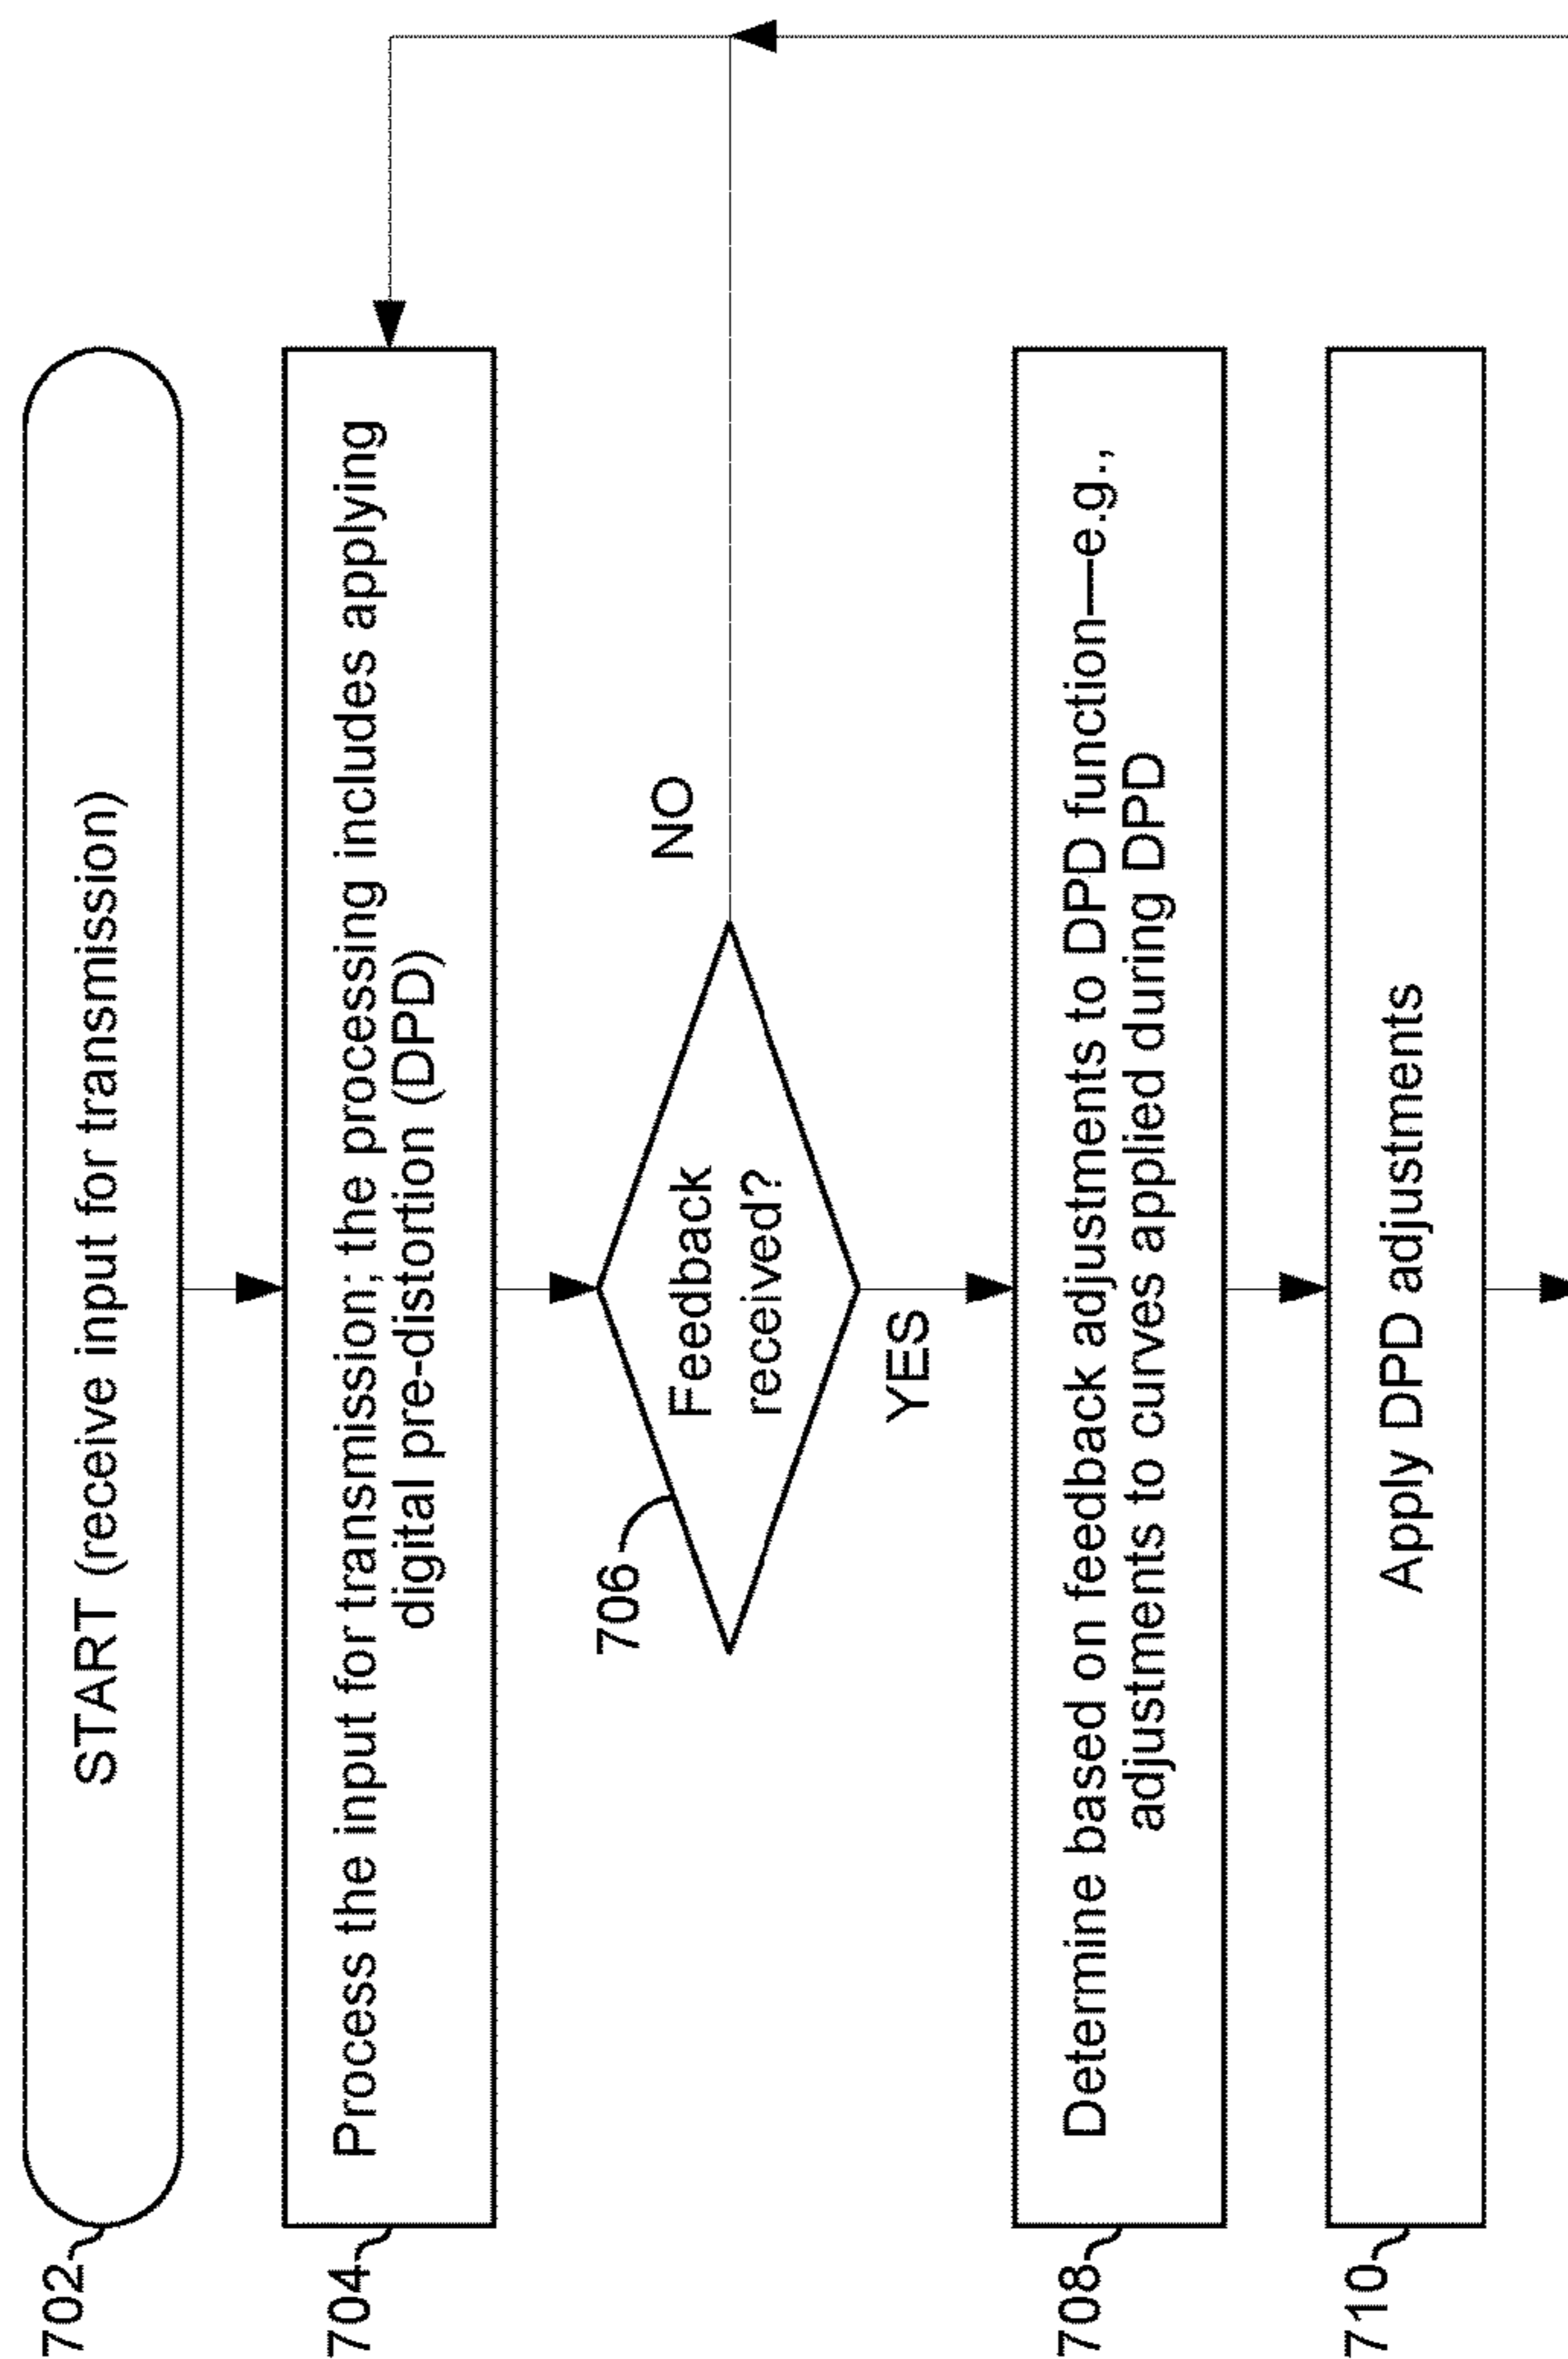 702
START (receive input for transmission)
704
Process the input for transmission; the processing includes applying
digital pre-distortion (DPD)
706
Feedback
received?
NO
YES
708
Determine based on feedback adjustments to DPD function—e.g.,
adjustments to curves applied during DPD
710
Apply DPD adjustments